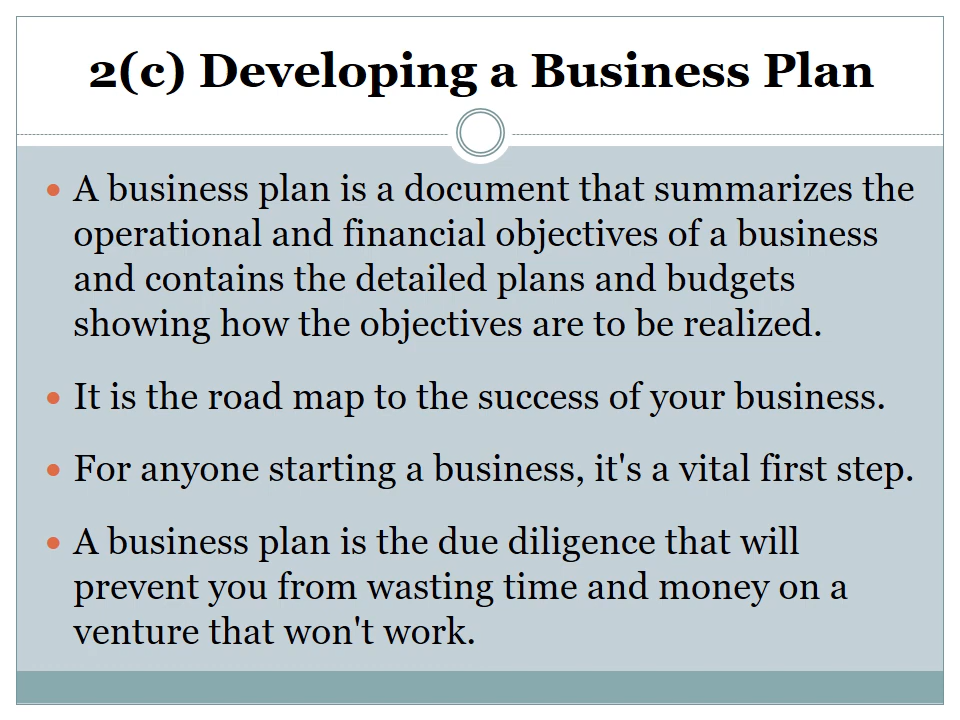 2(c) Developing a Business Plan
• A business plan is a document that summarizes the
operational and financial objectives of a business
and contains the detailed plans and budgets
showing how the objectives are to be realized.
• It is the road map to the success of your business.
• For anyone starting a business, it's a vital first step.
• A business plan is the due diligence that will
prevent you from wasting time and money on a
venture that won't work.